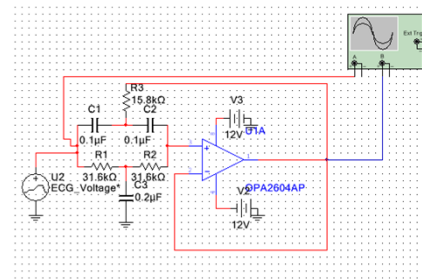 Ext Trig
A
B
R3
15.8kΩ
C1
C2
0.1µF
0.1µF
V3
12V
U1A
R1
R2
31.6kΩ
31.6kΩ
U2
ECG_Voltage*
C3
0.2µF
V2
12V
OPA2604AP